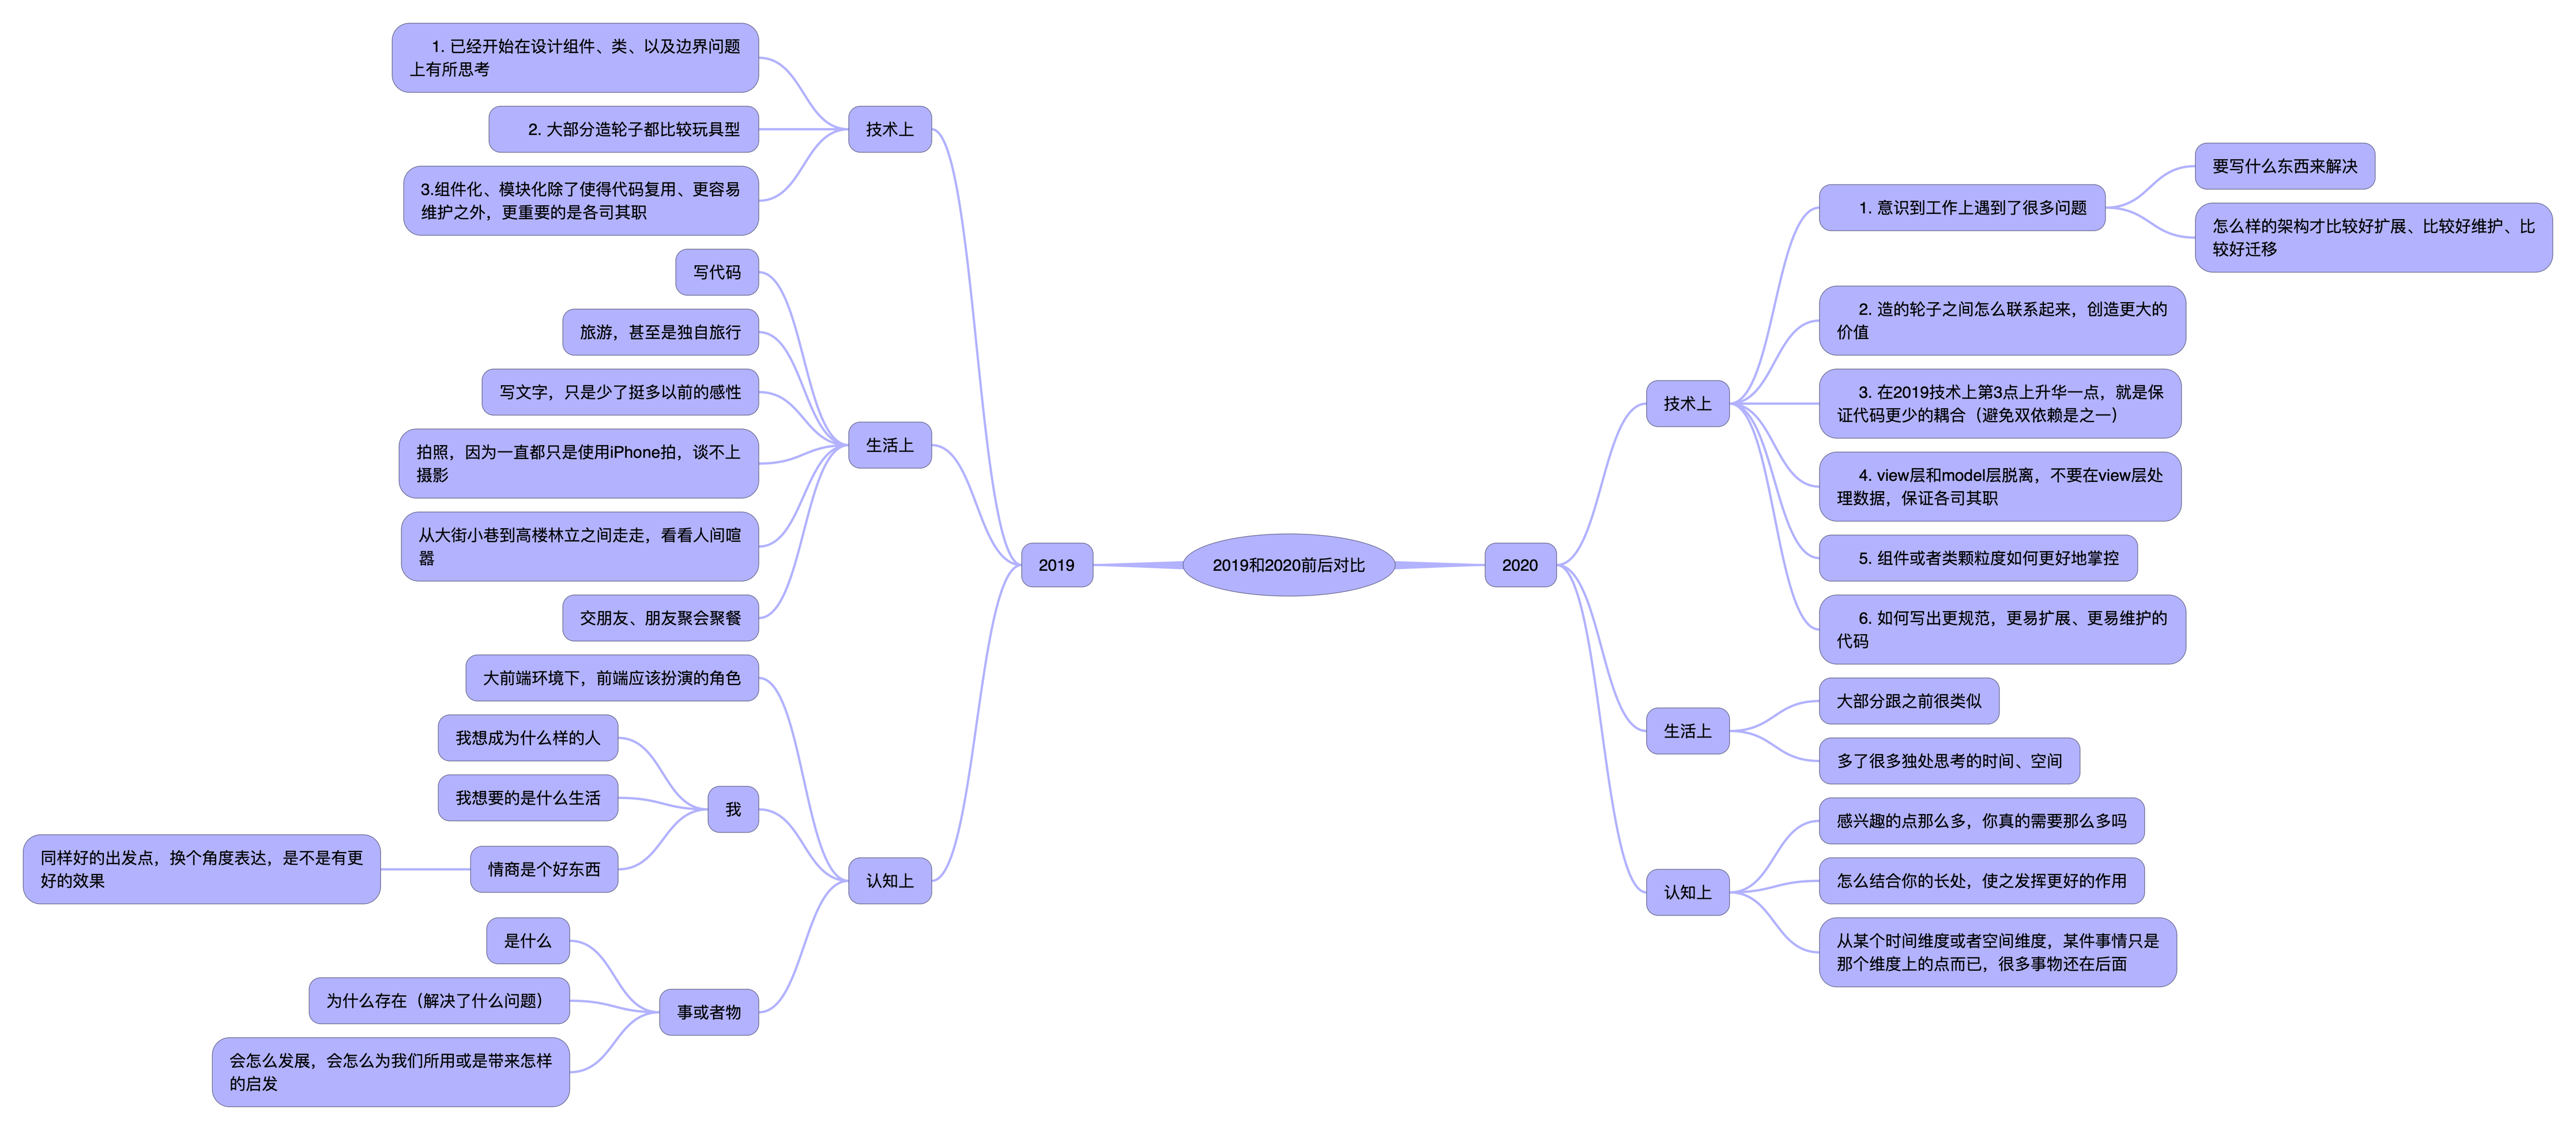 2019和2020前后对比
2019
技术上
1. 已经开始在设计组件、类、以及边界问题
上有所思考
2. 大部分造轮子都比较玩具型
3.组件化、模块化除了使得代码复用、更容易
维护之外，更重要的是各司其职
生活上
写代码
旅游，甚至是独自旅行
写文字，只是少了挺多以前的感性
拍照，因为一直都只是使用iPhone拍，谈不上
摄影
从大街小巷到高楼林立之间走走，看看人间喧
嚣
交朋友、朋友聚会聚餐
认知上
大前端环境下，前端应该扮演的角色
我
我想成为什么样的人
我想要的是什么生活
情商是个好东西
同样好的出发点，换个角度表达，是不是有更
好的效果
事或者物
是什么
为什么存在（解决了什么问题）
会怎么发展，会怎么为我们所用或是带来怎样
的启发
2020
技术上
1. 意识到工作上遇到了很多问题
要写什么东西来解决
怎么样的架构才比较好扩展、比较好维护、比
较好迁移
2. 造的轮子之间怎么联系起来，创造更大的
价值
3. 在2019技术上第3点上升华一点，就是保
证代码更少的耦合（避免双依赖是之一）
4. view层和model层脱离，不要在view层处
理数据，保证各司其职
5. 组件或者类颗粒度如何更好地掌控
6. 如何写出更规范，更易扩展、更易维护的
代码
生活上
大部分跟之前很类似
多了很多独处思考的时间、空间
认知上
感兴趣的点那么多，你真的需要那么多吗
怎么结合你的长处，使之发挥更好的作用
从某个时间维度或者空间维度，某件事情只是
那个维度上的点而已，很多事物还在后面